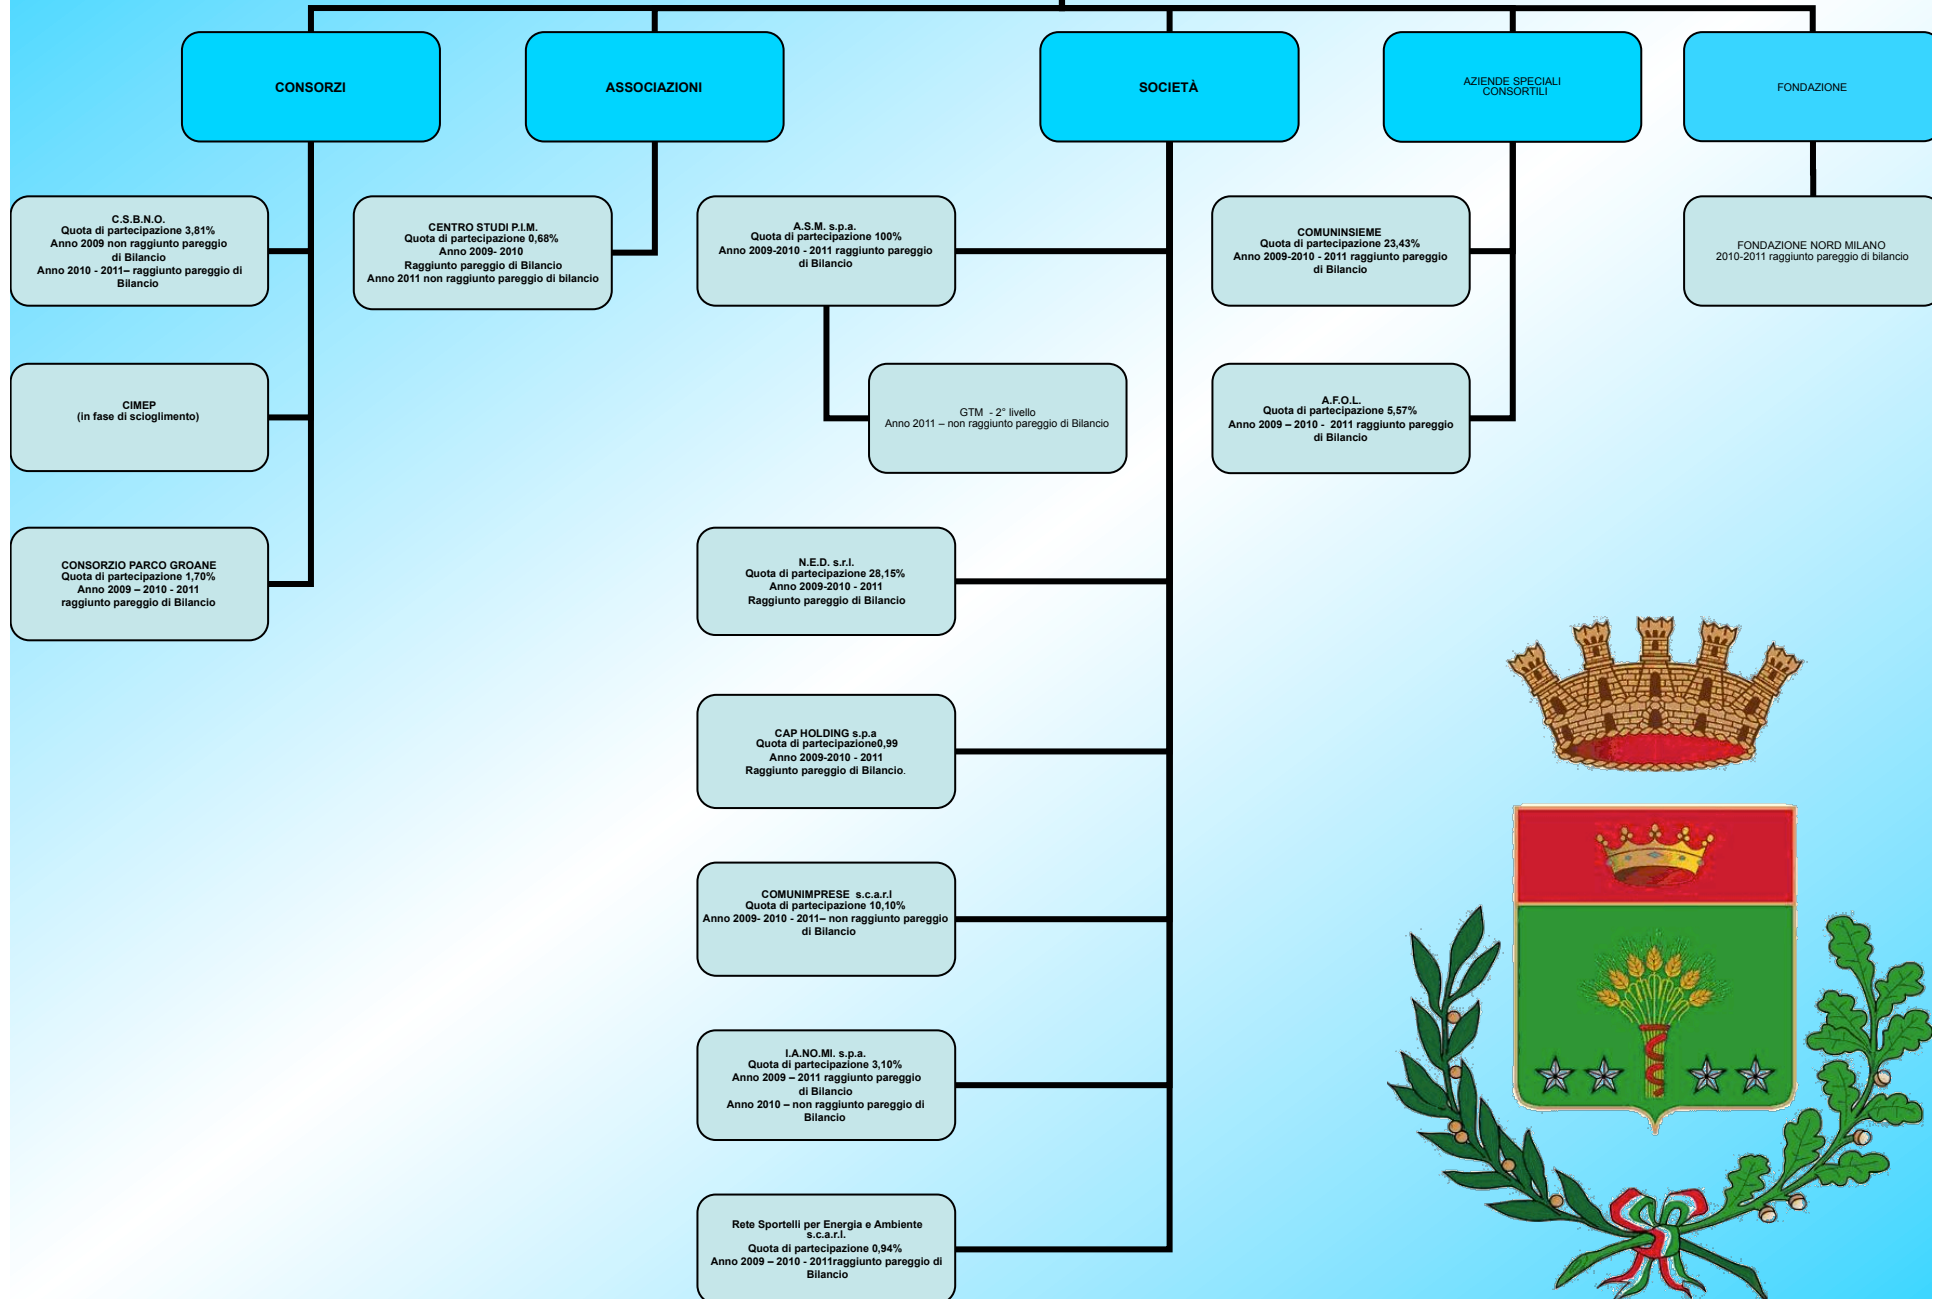 CONSORZI
ASSOCIAZIONI
SOCIETÀ
AZIENDE SPECIALI
CONSORTILI
FONDAZIONE
C.S.B.N.O.
Quota di partecipazione 3,81%
Anno 2009 non raggiunto pareggio
di Bilancio
Anno 2010 - 2011– raggiunto pareggio di
Bilancio
CENTRO STUDI P.I.M.
Quota di partecipazione 0,68%
Anno 2009- 2010
Raggiunto pareggio di Bilancio
Anno 2011 non raggiunto pareggio di bilancio
A.S.M. s.p.a.
Quota di partecipazione 100%
Anno 2009-2010 - 2011 raggiunto pareggio
di Bilancio
COMUNINSIEME
Quota di partecipazione 23,43%
Anno 2009-2010 - 2011 raggiunto pareggio
di Bilancio
FONDAZIONE NORD MILANO
2010-2011 raggiunto pareggio di bilancio
CIMEP
(in fase di scioglimento)
GTM - 2° livello
Anno 2011 – non raggiunto pareggio di Bilancio
A.F.O.L.
Quota di partecipazione 5,57%
Anno 2009 – 2010 - 2011 raggiunto pareggio
di Bilancio
CONSORZIO PARCO GROANE
Quota di partecipazione 1,70%
Anno 2009 – 2010 - 2011
raggiunto pareggio di Bilancio
N.E.D. s.r.l.
Quota di partecipazione 28,15%
Anno 2009-2010 - 2011
Raggiunto pareggio di Bilancio
CAP HOLDING s.p.a
Quota di partecipazione0,99
Anno 2009-2010 - 2011
Raggiunto pareggio di Bilancio.
COMUNIMPRESE s.c.a.r.l
Quota di partecipazione 10,10%
Anno 2009- 2010 - 2011– non raggiunto pareggio
di Bilancio
I.A.NO.MI. s.p.a.
Quota di partecipazione 3,10%
Anno 2009 – 2011 raggiunto pareggio
di Bilancio
Anno 2010 – non raggiunto pareggio di
Bilancio
Rete Sportelli per Energia e Ambiente
s.c.a.r.l.
Quota di partecipazione 0,94%
Anno 2009 – 2010 - 2011raggiunto pareggio di
Bilancio